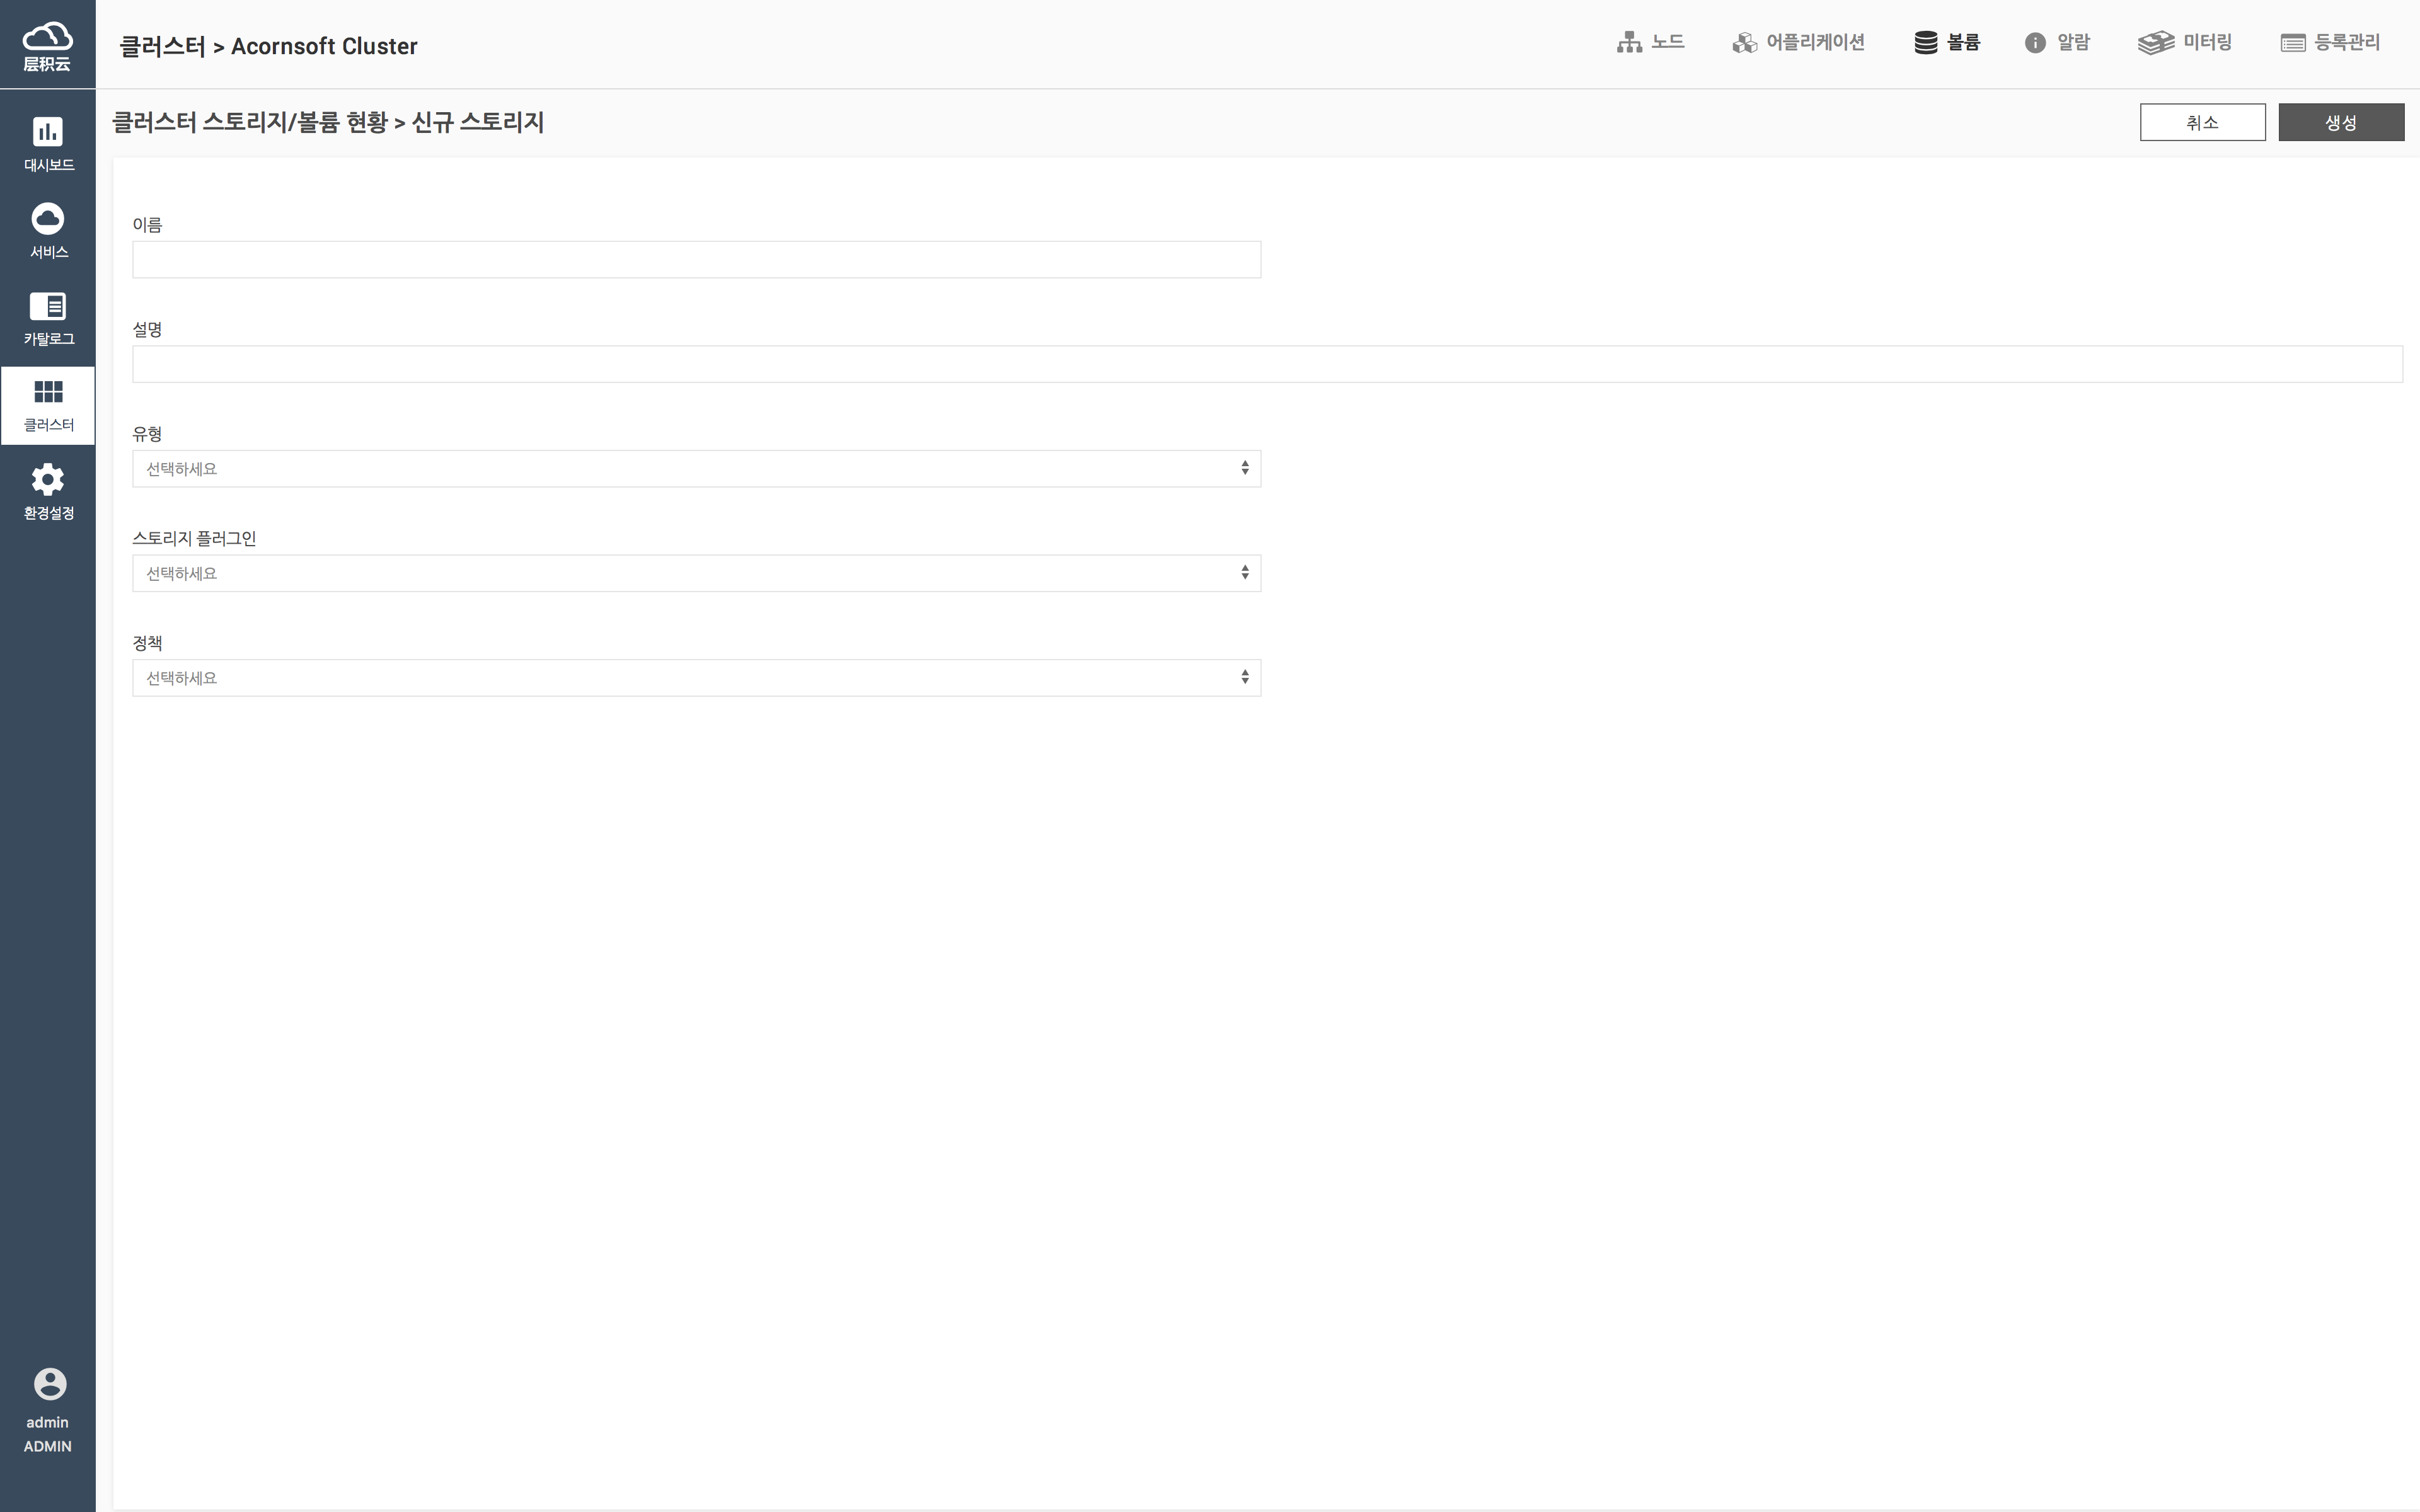 层积云
클러스터 > Acornsoft Cluster
노드
어플리케이션
볼륨
알람
미터링
등록관리
클러스터 스토리지/볼륨 현황 > 신규 스토리지
취소
생성
대시보드
서비스
카탈로그
클러스터
환경설정
이름
설명
유형
선택하세요
스토리지 플러그인
선택하세요
정책
선택하세요
admin
ADMIN